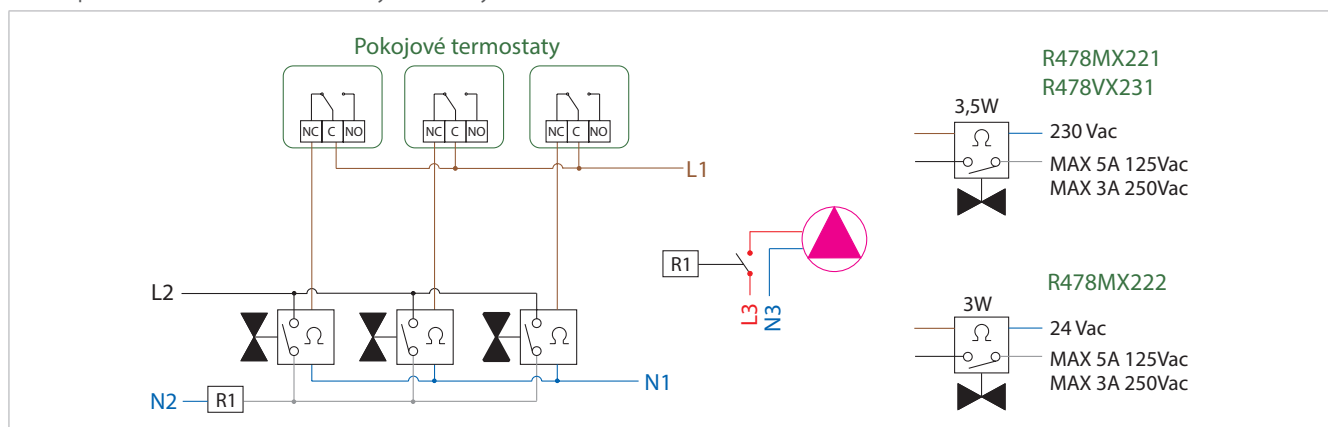 Pokojové termostaty
NC C NO
NC C NO
NC C NO
L1
L2
Ω
Ω
Ω
N1
N2
R1
R1
L3
N3
R478MX221
R478VX231
3,5W
Ω
230 Vac
MAX 5A 125Vac
MAX 3A 250Vac
R478MX222
3W
Ω
24 Vac
MAX 5A 125Vac
MAX 3A 250Vac